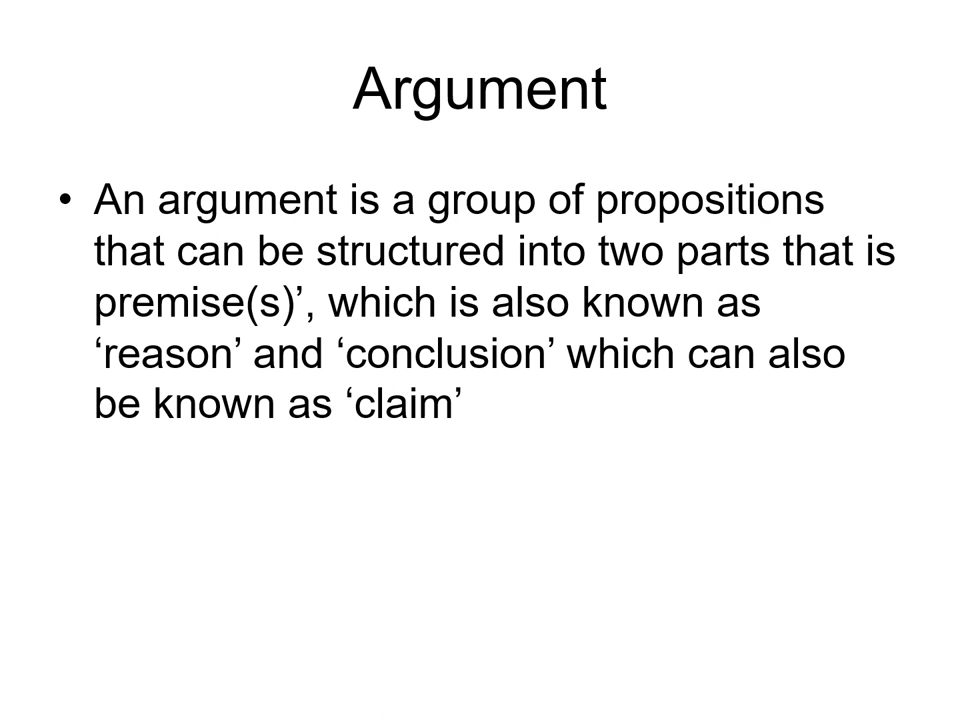 Argument
• An argument is a group of propositions
that can be structured into two parts that is
premise(s)’, which is also known as
‘reason’ and ‘conclusion’ which can also
be known as ‘claim’